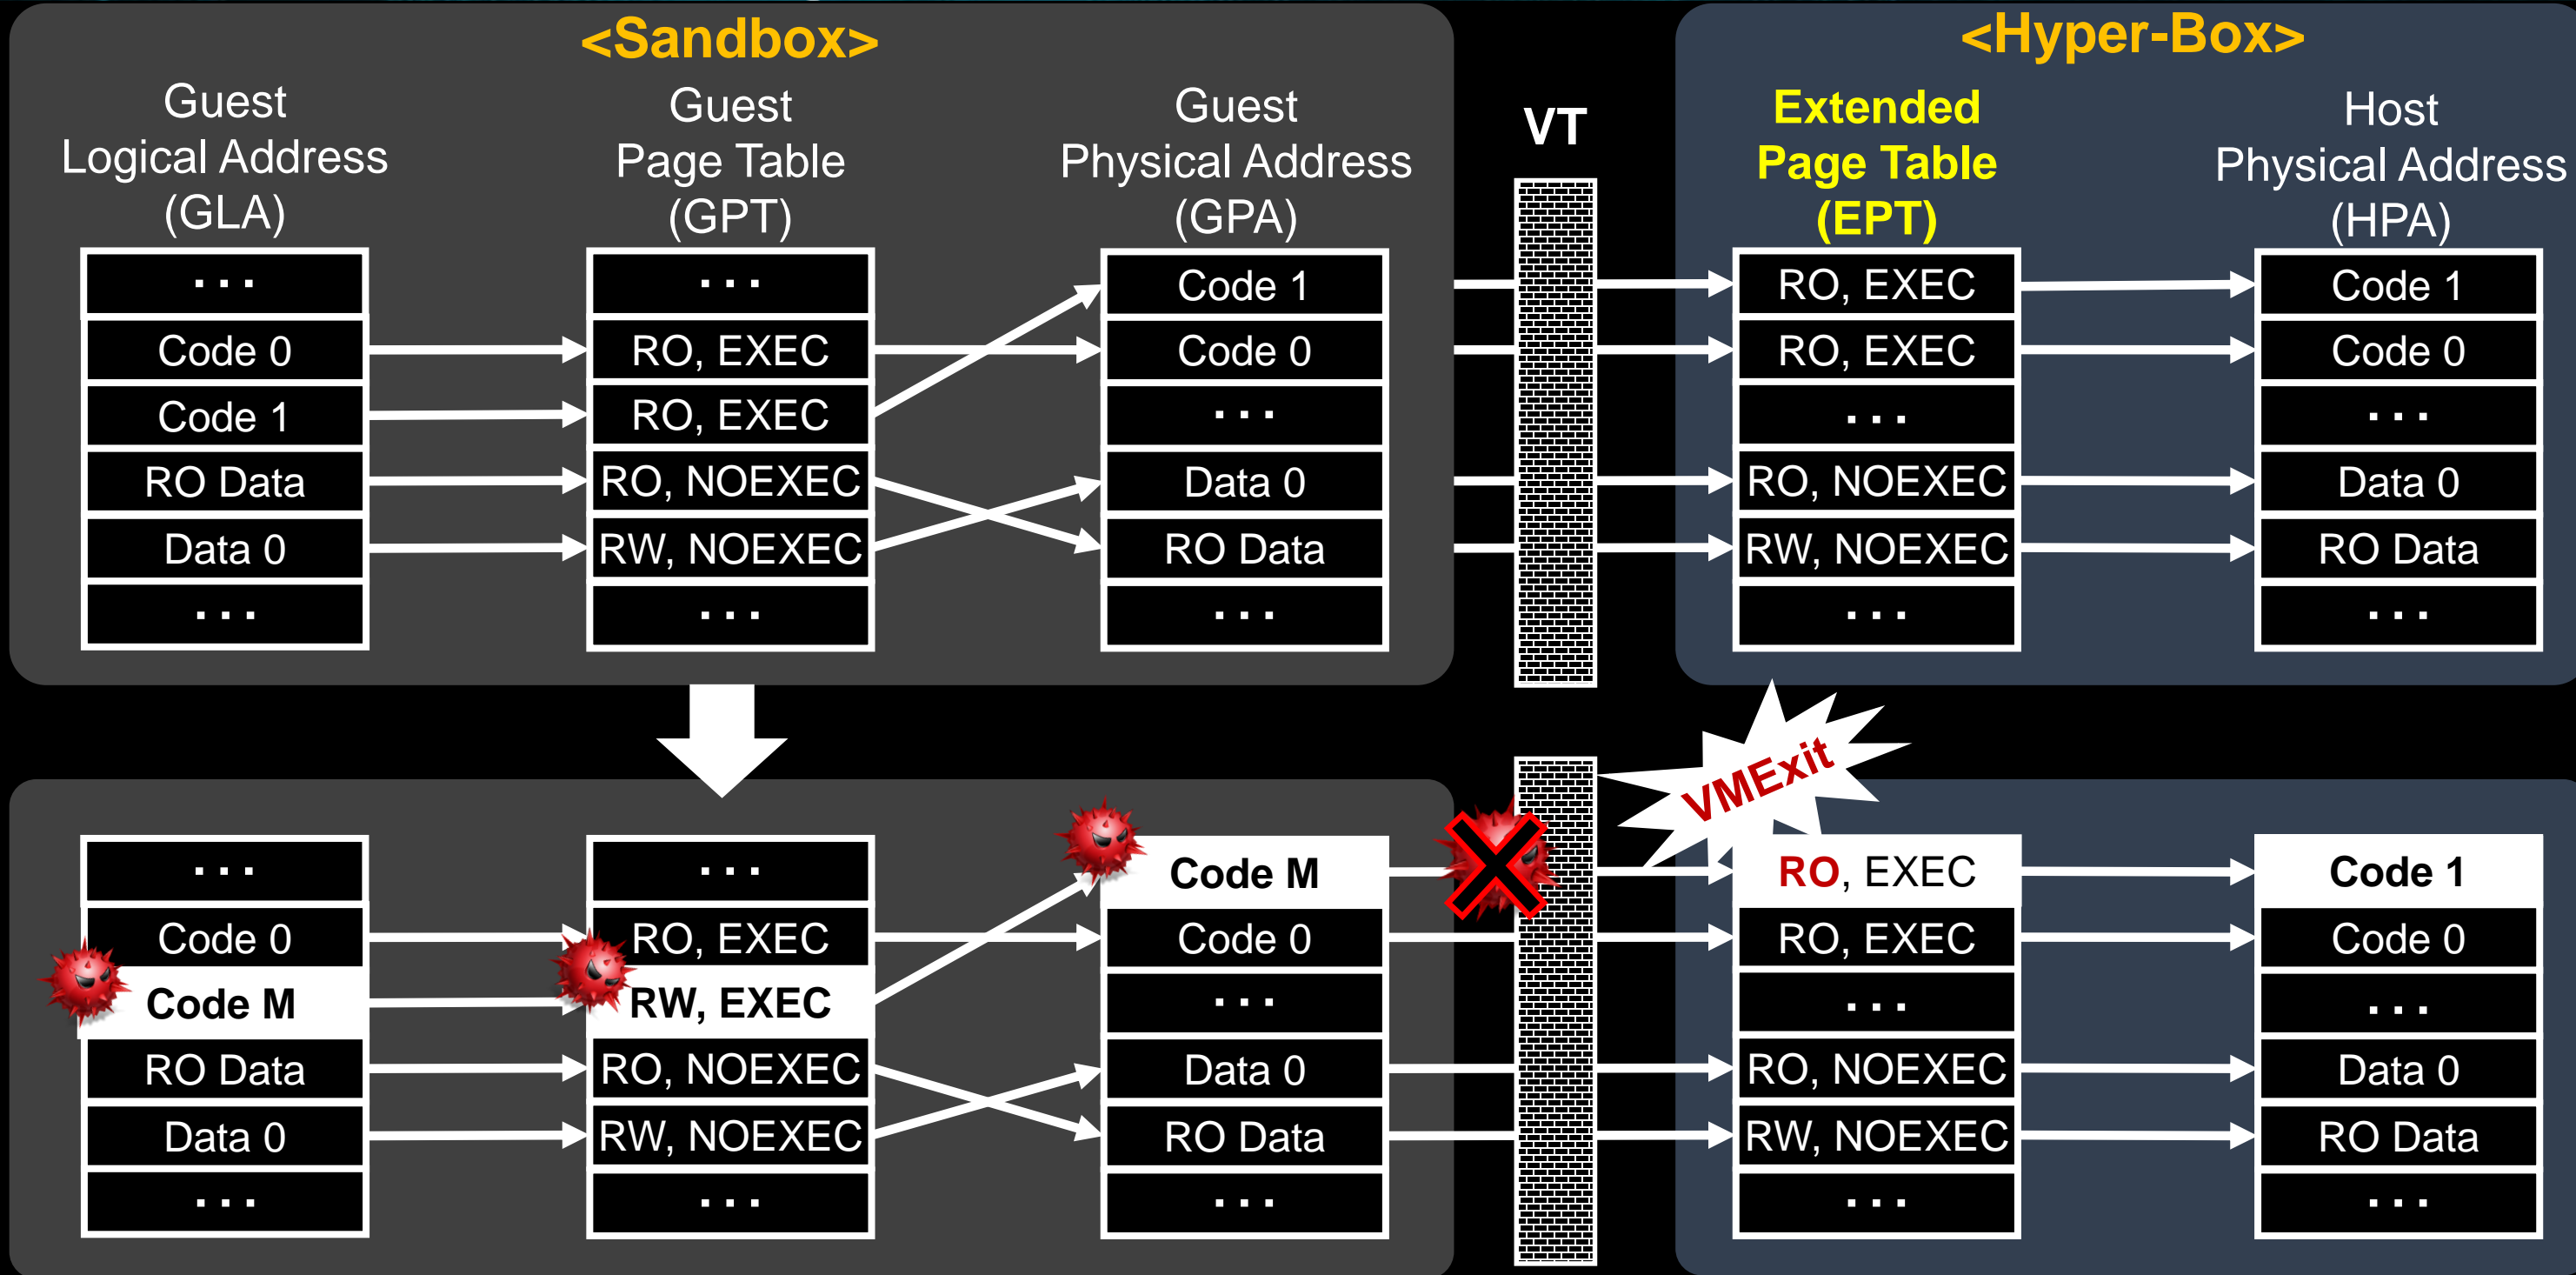 <Sandbox>
<Hyper-Box>
Guest
Logical Address
(GLA)
Guest
Page Table
(GPT)
Guest
Physical Address
(GPA)
VT
Extended
Page Table
(EPT)
Host
Physical Address
(HPA)
...
Code 0
Code 1
RO Data
Data 0
...
...
RO, EXEC
RO, EXEC
RO, NOEXEC
RW, NOEXEC
...
Code 1
Code 0
...
Data 0
RO Data
...
RO, EXEC
RO, EXEC
...
RO, NOEXEC
RW, NOEXEC
...
Code 1
Code 0
...
Data 0
RO Data
...
VMExit
...
Code 0
Code M
RO Data
Data 0
...
...
RO, EXEC
RW, EXEC
RO, NOEXEC
RW, NOEXEC
...
Code M
Code 0
...
Data 0
RO Data
...
RO, EXEC
RO, EXEC
...
RO, NOEXEC
RW, NOEXEC
...
Code 1
Code 0
...
Data 0
RO Data
...